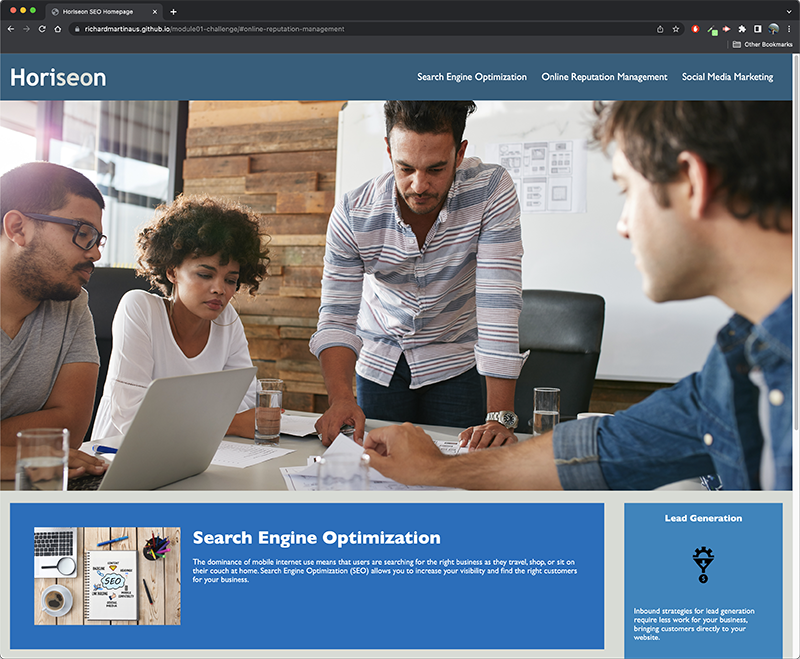 Horiseon SEO Homepage
richardmartinaus.github.io/module01-challenge/#online-reputation-management
Other Bookmarks
Horiseon
Search Engine Optimization
Online Reputation Management
Social Media Marketing
SEO
Search Engine Optimization
The dominance of mobile internet use means that users are searching for the right business as they travel, shop, or sit on
their couch at home. Search Engine Optimization (SEO) allows you to increase your visibility and find the right customers
for your business.
Lead Generation
Inbound strategies for lead generation
require less work for your business,
bringing customers directly to your
website.